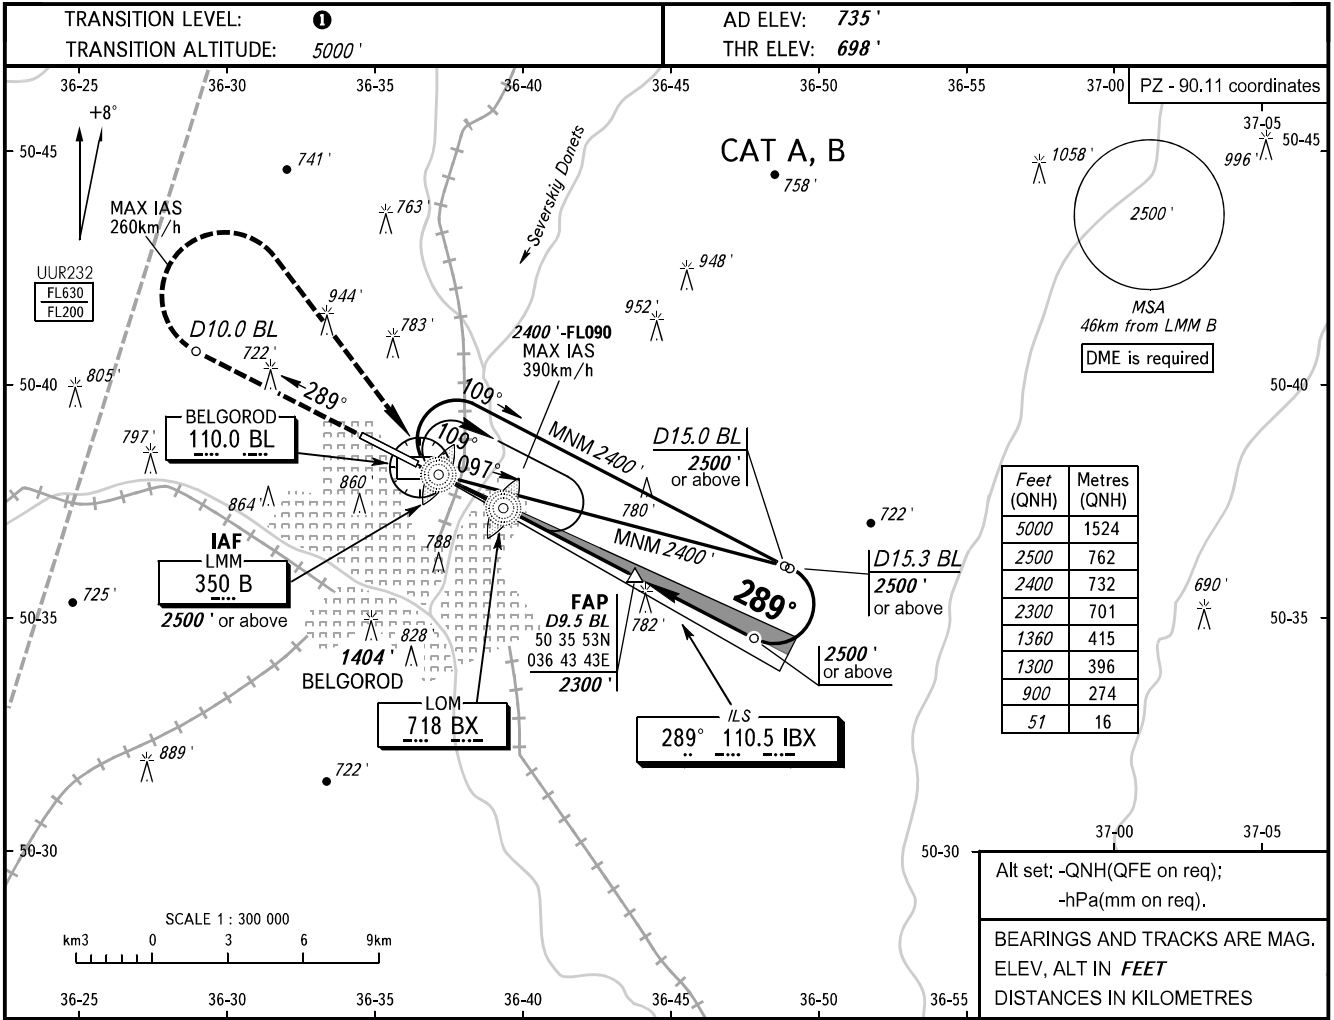 TRANSITION LEVEL: 1
TRANSITION ALTITUDE: 5000 '
AD ELEV: 735 '
THR ELEV: 698 '
36-25 36-30 36-35 36-40 36-45 36-50 36-55 37-00
PZ - 90.11 coordinates
+8°
37-05
50-45
50-45
CAT A, B
741 '
758 '
1058 '
996 '
MAX IAS
260km/h
763 '
Severskiy Donets
2500 '
UUR232
FL630
FL200
948 '
944 '
952 '
D10.0 BL
783 '
722 '
2400 '-FL090
MAX IAS
390km/h
MSA
46km from LMM B
DME is required
805 '
50-40
50-40
289°
109°
109°
097°
MNM 2400 '
BELGOROD
110.0 BL
D15.0 BL
2500 '
or above
797 '
864 '
860 '
780 '
722 '
Feet
(QNH)
Metres
(QNH)
5000 1524
2500 762
2400 732
2300 701
1360 415
1300 396
900 274
51 16
IAF
LMM
350 B
2500 ' or above
788 '
MNM 2400 '
D15.3 BL
2500 '
or above
289°
725 '
50-35
50-35
690 '
FAP
D9.5 BL
50 35 53N
036 43 43E
2300 '
782 '
828 '
1404 '
BELGOROD
2500 '
or above
LOM
718 BX
ILS
289° 110.5 IBX
889 '
722 '
37-00 37-05
50-30
50-30
Alt set: -QNH(QFE on req);
-hPa(mm on req).
SCALE 1 : 300 000
km3 0 3 6 9km
BEARINGS AND TRACKS ARE MAG.
ELEV, ALT IN FEET
DISTANCES IN KILOMETRES
36-25 36-30 36-35 36-40 36-45 36-50 36-55